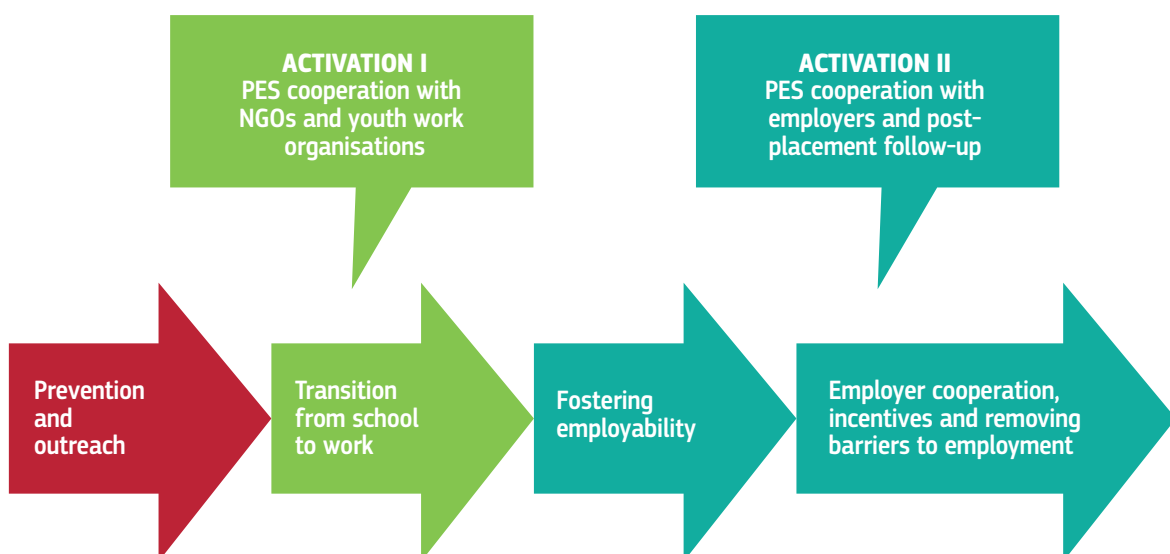 ACTIVATION I
PES cooperation with
NGOs and youth work
organisations
ACTIVATION II
PES cooperation with
employers and post-
placement follow-up
Prevention
and
outreach
Transition
from school
to work
Fostering
employability
Employer cooperation,
incentives and removing
barriers to employment